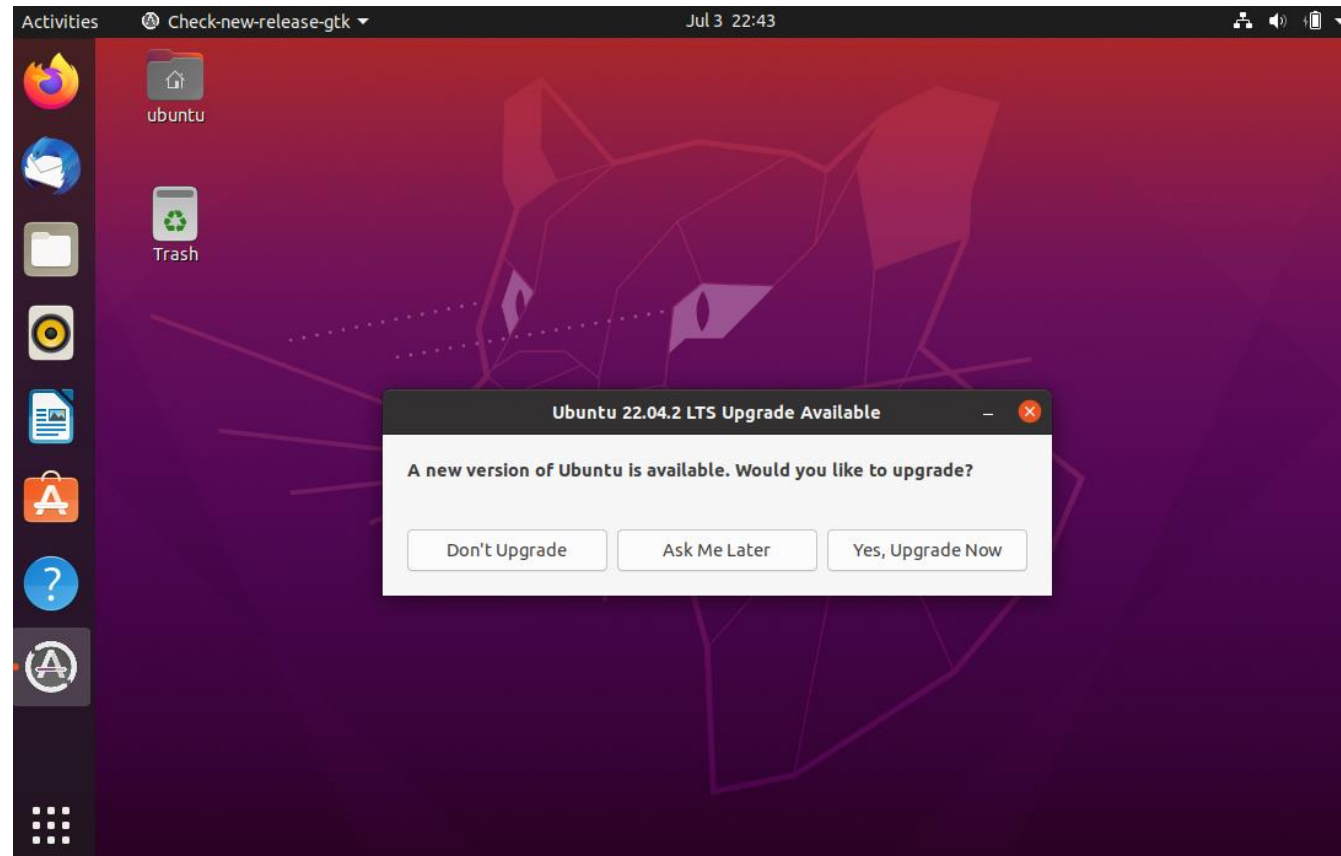 Activities
Check-new-release-gtk
Jul 3 22:43
ubuntu
Trash
Ubuntu 22.04.2 LTS Upgrade Available
A new version of Ubuntu is available. Would you like to upgrade?
Don't Upgrade
Ask Me Later
Yes, Upgrade Now